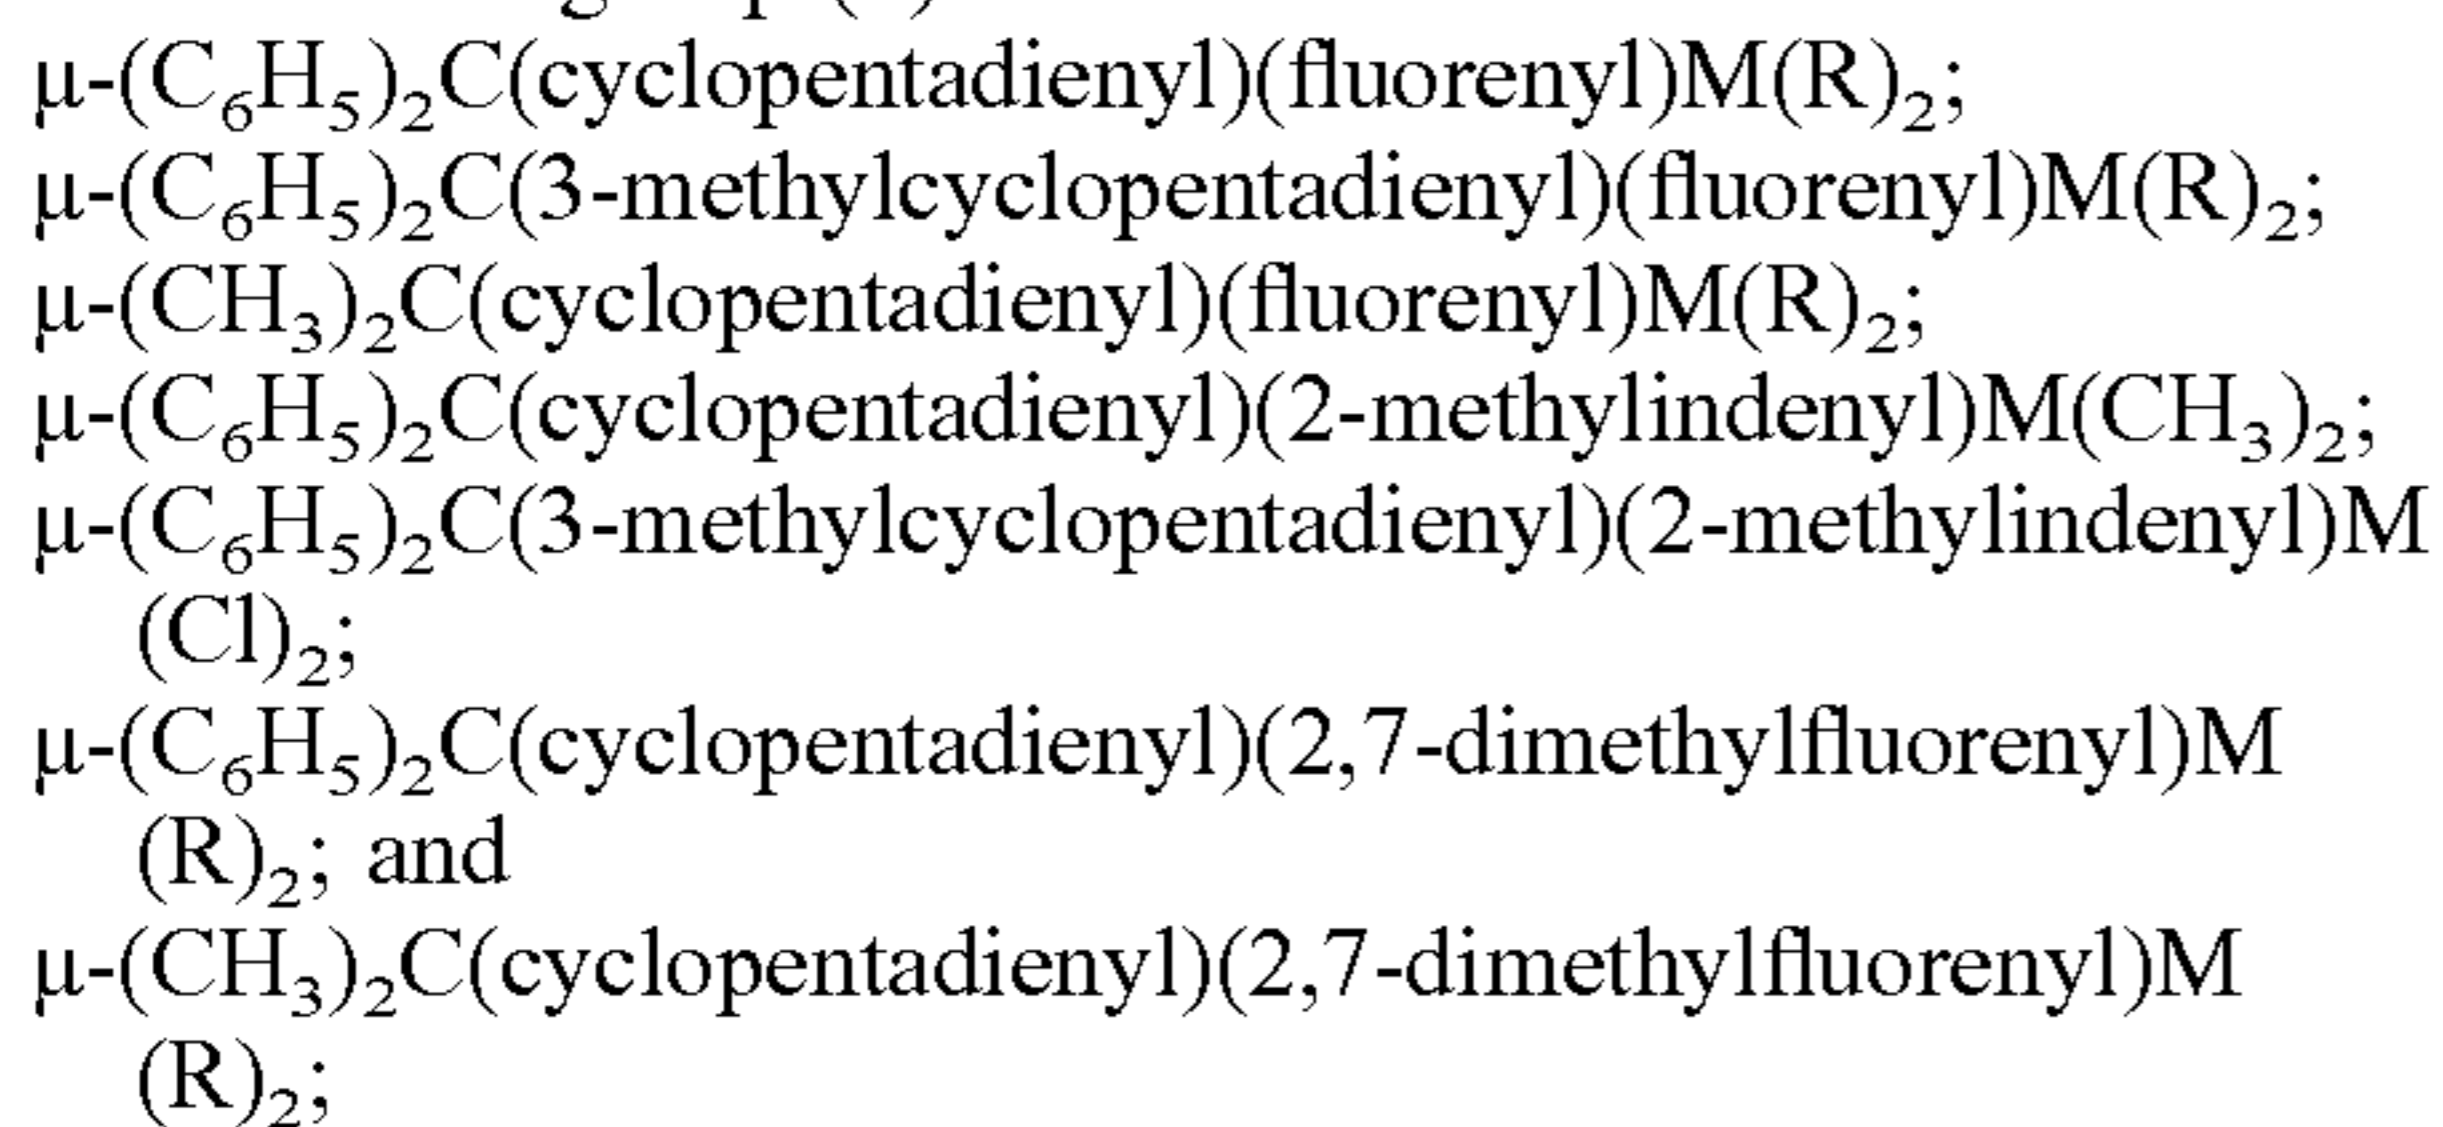 μ-(C₆H₅)₂C(cyclopentadienyl)(fluorenyl)M(R)₂;
μ-(C₆H₅)₂C(3-methylcyclopentadienyl)(fluorenyl)M(R)₂;
μ-(CH₃)₂C(cyclopentadienyl)(fluorenyl)M(R)₂;
μ-(C₆H₅)₂C(cyclopentadienyl)(2-methylindenyl)M(CH₃)₂;
μ-(C₆H₅)₂C(3-methylcyclopentadienyl)(2-methylindenyl)M
(Cl)₂;
μ-(C₆H₅)₂C(cyclopentadienyl)(2,7-dimethylfluorenyl)M
(R)₂; and
μ-(CH₃)₂C(cyclopentadienyl)(2,7-dimethylfluorenyl)M
(R)₂;